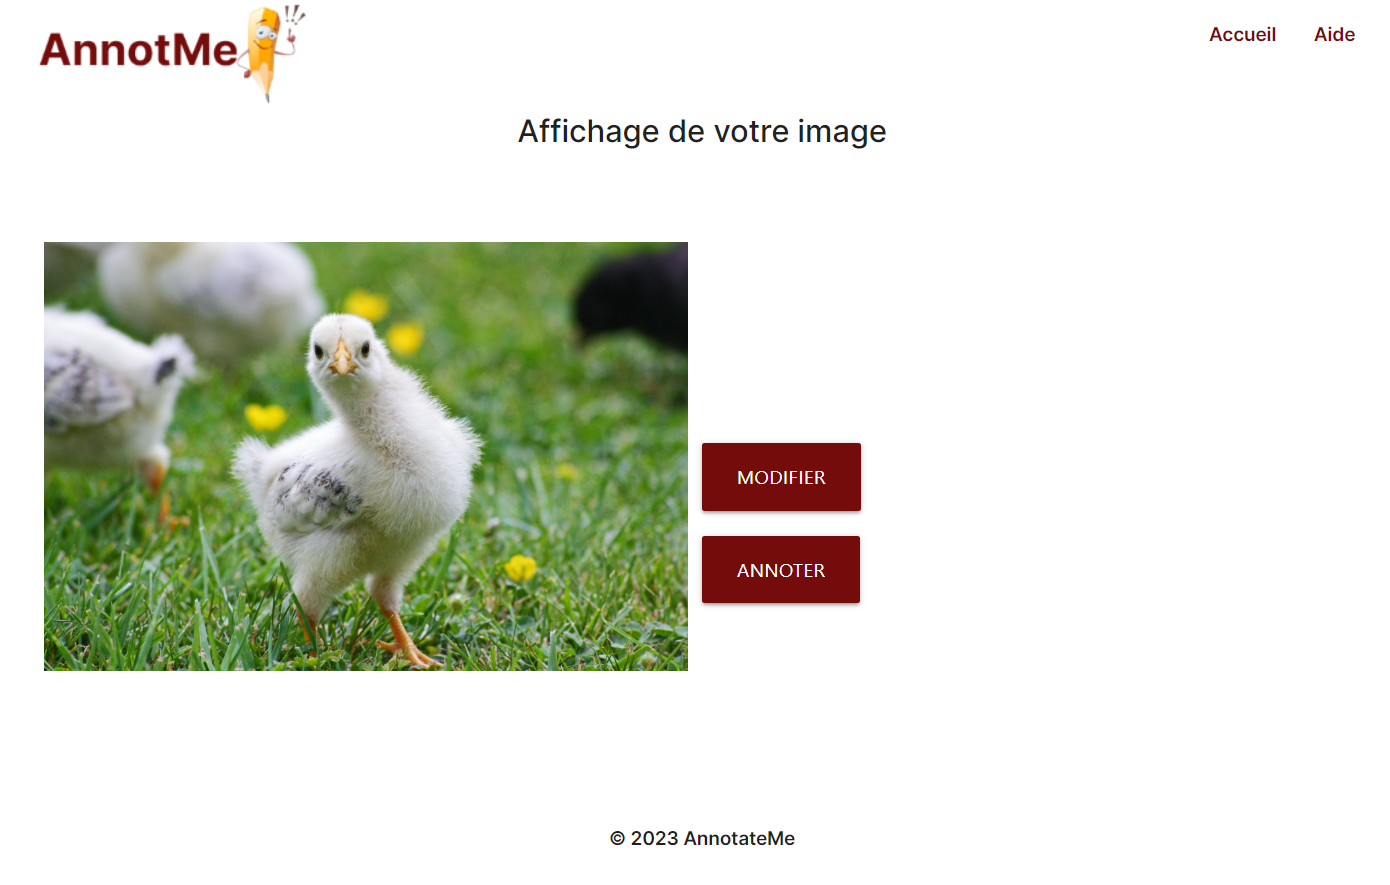 AnnotMe
Accueil Aide
Affichage de votre image
MODIFIER
ANNOTER
© 2023 AnnotateMe